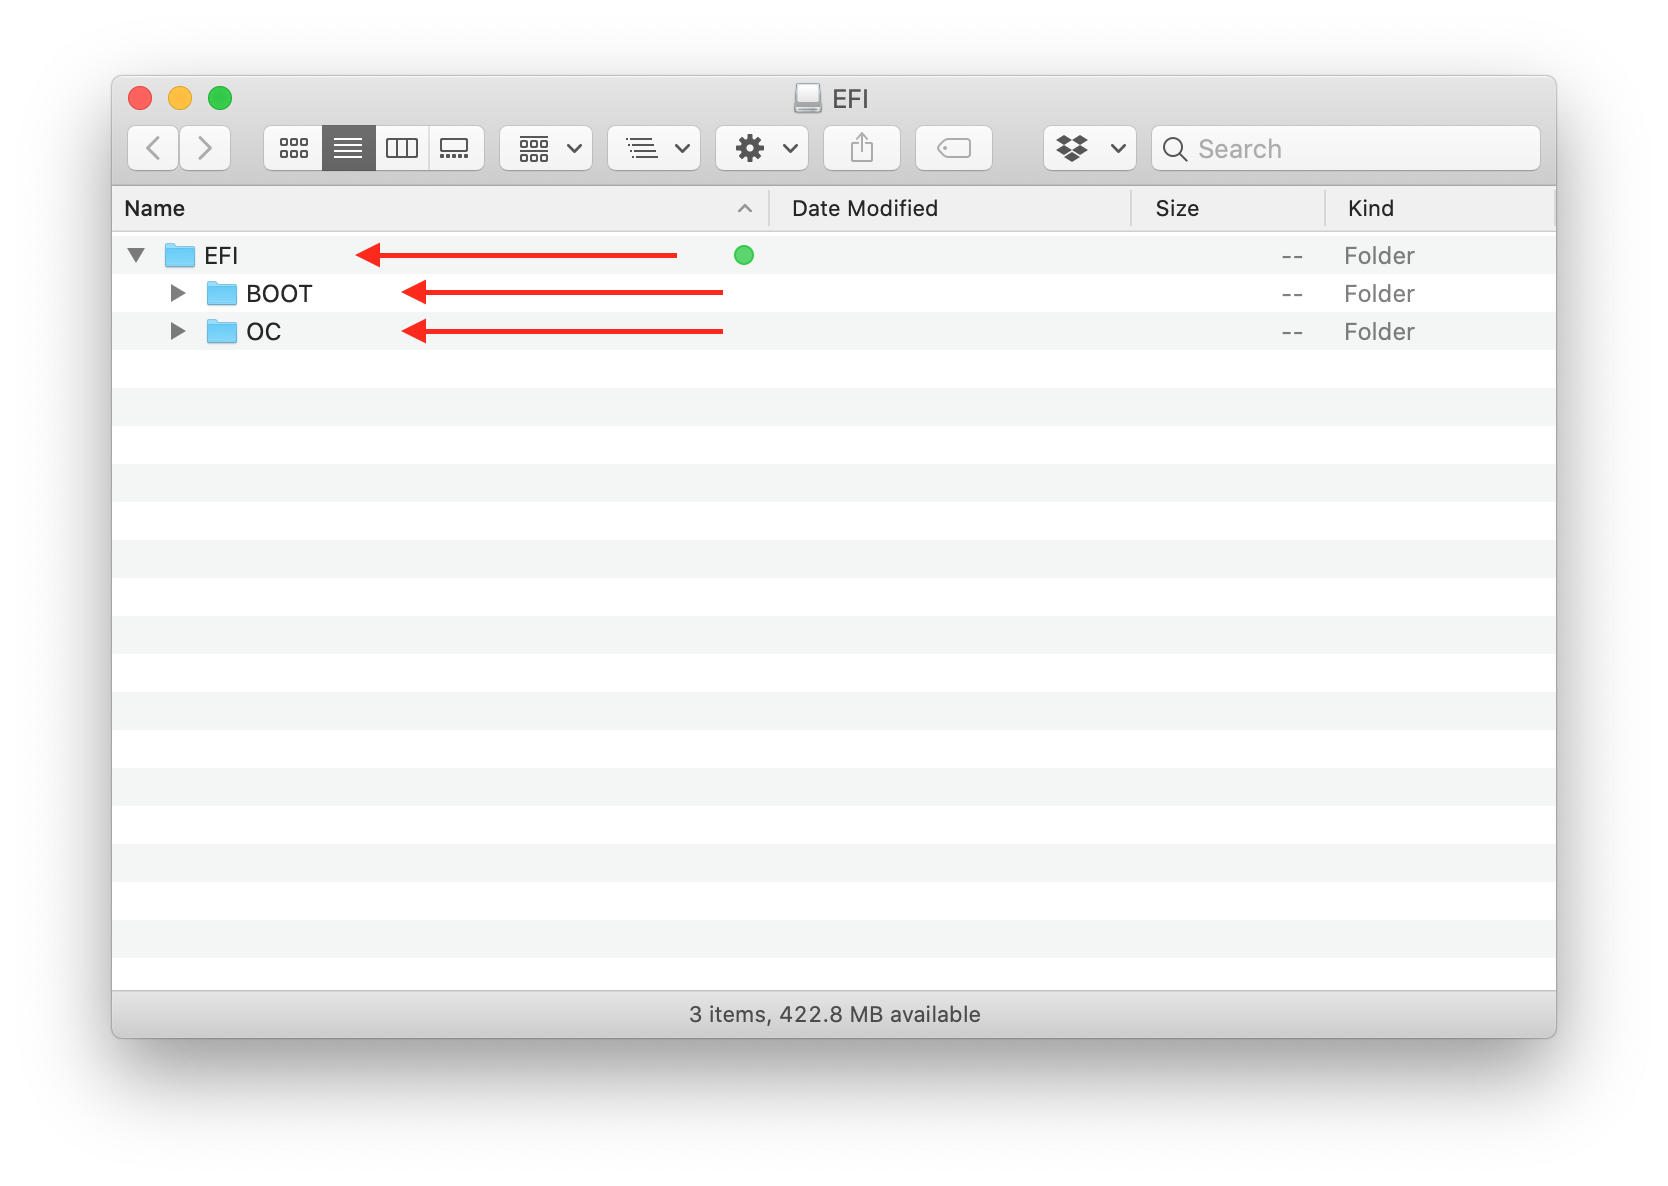 EFI
Search
Name Date Modified Size Kind
EFI -- Folder
BOOT -- Folder
OC -- Folder
3 items, 422.8 MB available